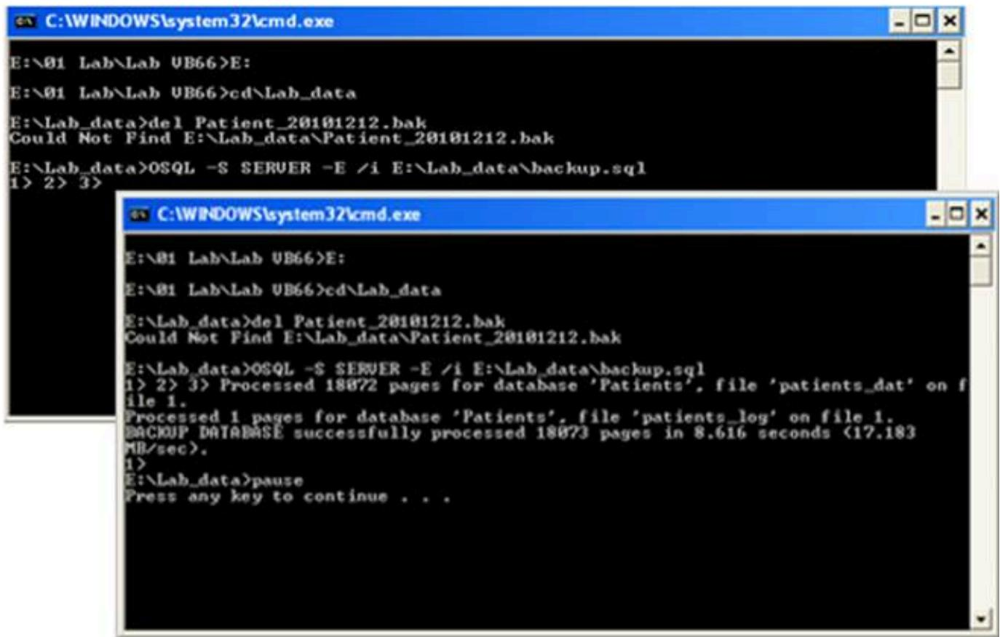 C:\WINDOWS\system32\cmd.exe
E:\01 Lab\Lab VB66>E:
E:\01 Lab\Lab VB66>cd\Lab_data
E:\Lab_data>del Patient_20101212.bak
Could Not Find E:\Lab_data\Patient_20101212.bak
E:\Lab_data>OSQL -S SERVER -E /i E:\Lab_data\backup.sql
1> 2> 3>
C:\WINDOWS\system32\cmd.exe
E:\01 Lab\Lab VB66>E:
E:\01 Lab\Lab VB66>cd\Lab_data
E:\Lab_data>del Patient_20101212.bak
Could Not Find E:\Lab_data\Patient_20101212.bak
E:\Lab_data>OSQL -S SERVER -E /i E:\Lab_data\backup.sql
1> 2> 3> Processed 18072 pages for database 'Patients', file 'patients_dat' on f
ile 1.
Processed 1 pages for database 'Patients', file 'patients_log' on file 1.
BACKUP DATABASE successfully processed 18073 pages in 8.616 seconds (17.183
MB/sec).
1>
E:\Lab_data>pause
Press any key to continue . . .